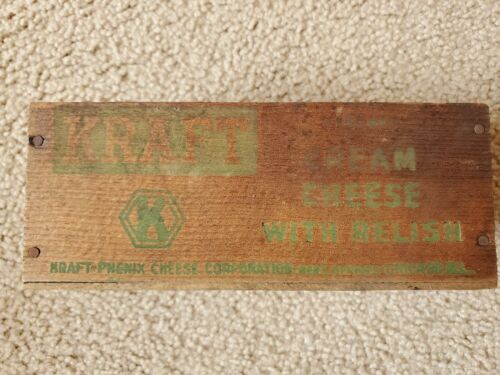 KRAFT
CREAM
CHEESE
WITH RELISH
K
KRAFT-PHENIX CHEESE CORPORATION